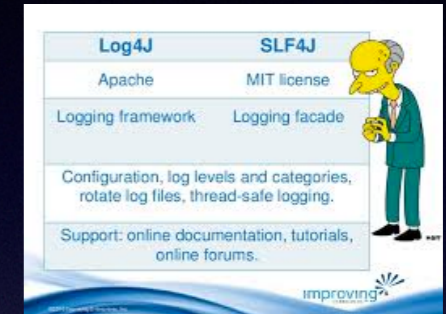 Log4J SLF4J
Apache MIT license
Logging framework Logging facade
Configuration, log levels and categories,
rotate log files, thread-safe logging.
Support: online documentation, tutorials,
online forums.
improving